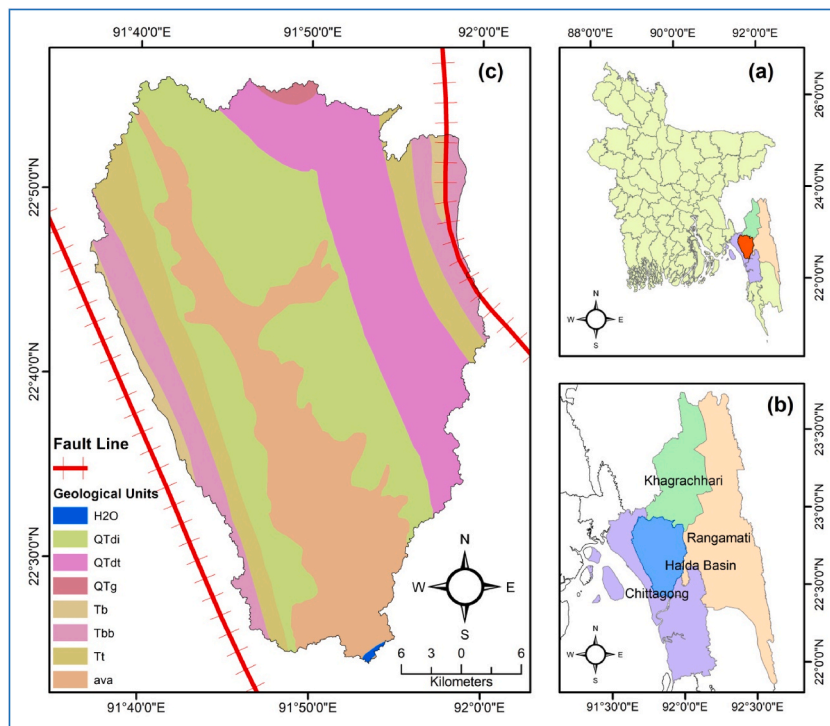 91°40'0"E 91°50'0"E 92°0'0"E
(c)
22°50'0"N
22°40'0"N
22°30'0"N
Fault Line
Geological Units
H2O
QTdi
QTdt
QTg
Tb
Tbb
Tt
ava
N
W E
S
6 3 0 6
Kilometers
91°40'0"E 91°50'0"E 92°0'0"E
88°0'0"E 90°0'0"E 92°0'0"E
(a)
26°0'0"N
24°0'0"N
22°0'0"N
N
W E
S
(b)
23°30'0"N
23°0'0"N
22°30'0"N
22°0'0"N
Khagrachhari
Rangamati
Halda Basin
Chittagong
N
W E
S
91°30'0"E 92°0'0"E 92°30'0"E